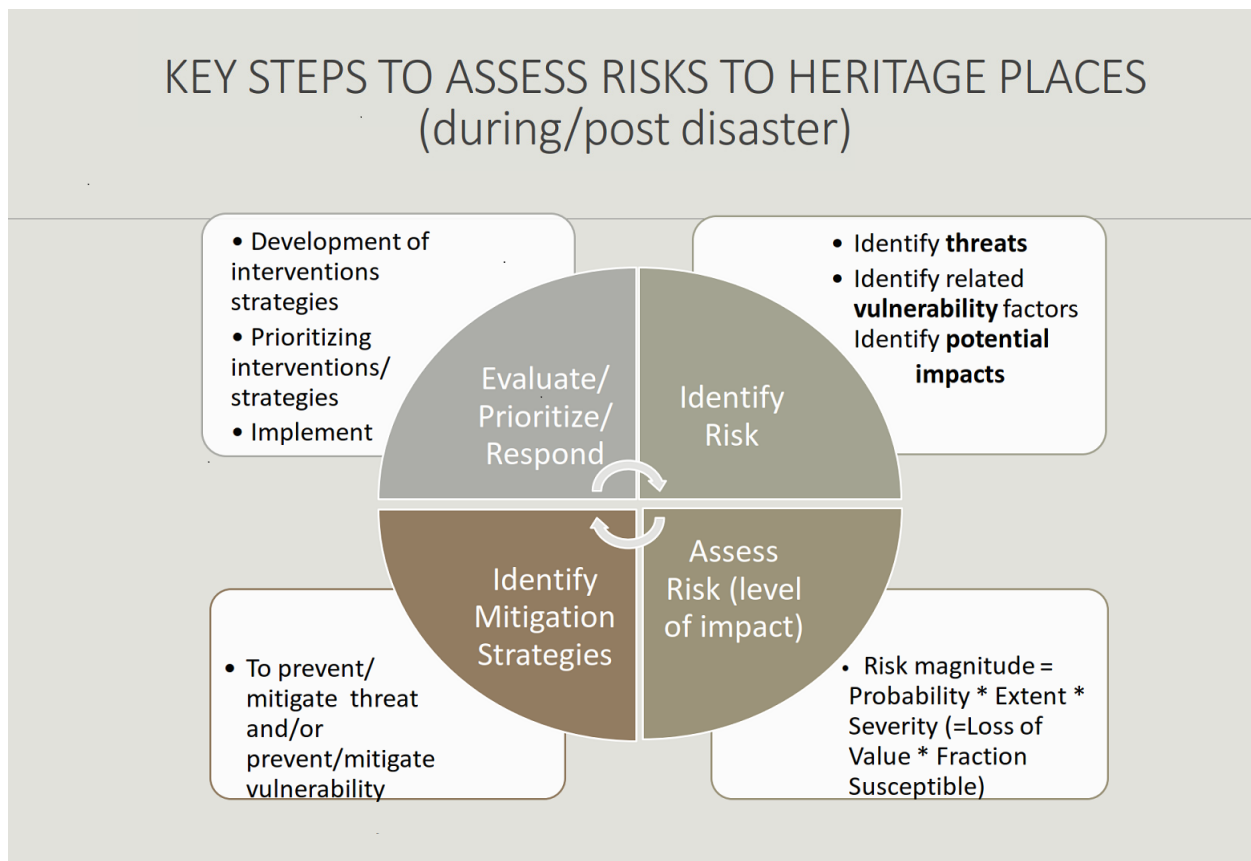 KEY STEPS TO ASSESS RISKS TO HERITAGE PLACES
(during/post disaster)
• Development of
interventions
strategies
• Prioritizing
interventions/
strategies
• Implement
• Identify threats
• Identify related
vulnerability factors
Identify potential
impacts
Evaluate/
Prioritize/
Respond
Identify
Risk
Identify
Mitigation
Strategies
Assess
Risk (level
of impact)
• To prevent/
mitigate threat
and/or
prevent/mitigate
vulnerability
• Risk magnitude =
Probability * Extent *
Severity (=Loss of
Value * Fraction
Susceptible)